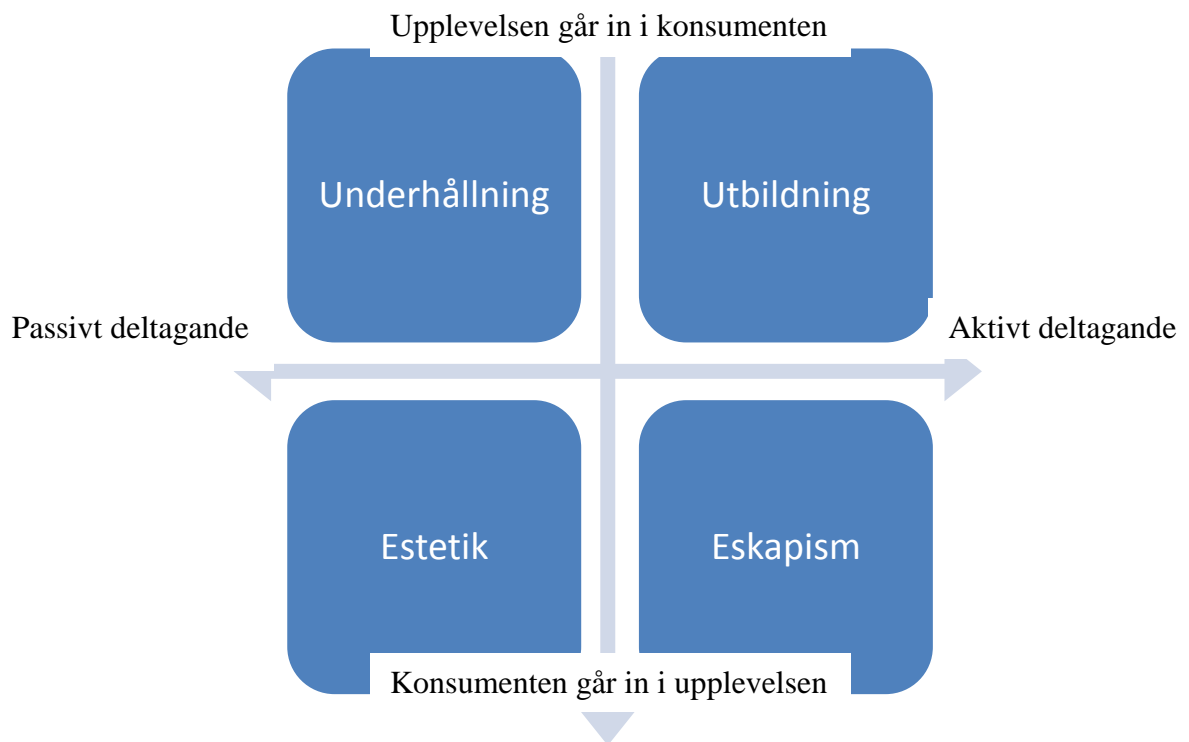 Upplevelsen går in i konsumenten
Underhållning
Utbildning
Passivt deltagande
Aktivt deltagande
Estetik
Eskapism
Konsumenten går in i upplevelsen